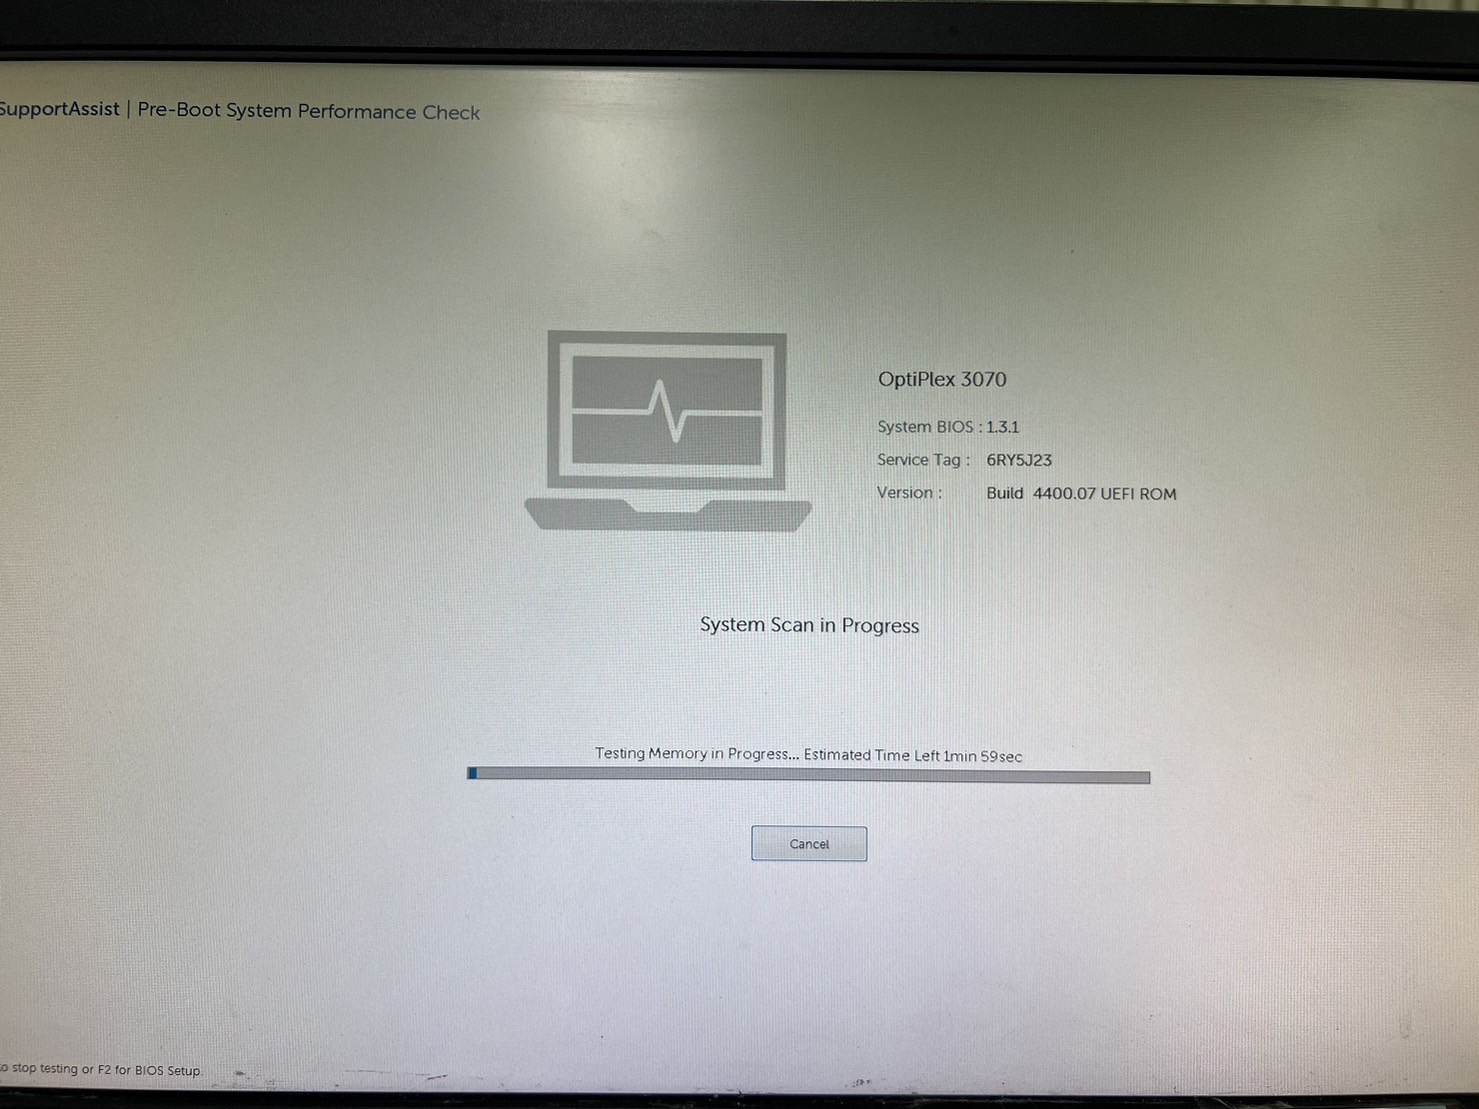 SupportAssist | Pre-Boot System Performance Check
OptiPlex 3070
System BIOS : 1.3.1
Service Tag : 6RY5J23
Version : Build 4400.07 UEFI ROM
System Scan in Progress
Testing Memory in Progress... Estimated Time Left 1min 59sec
Cancel
to stop testing or F2 for BIOS Setup.